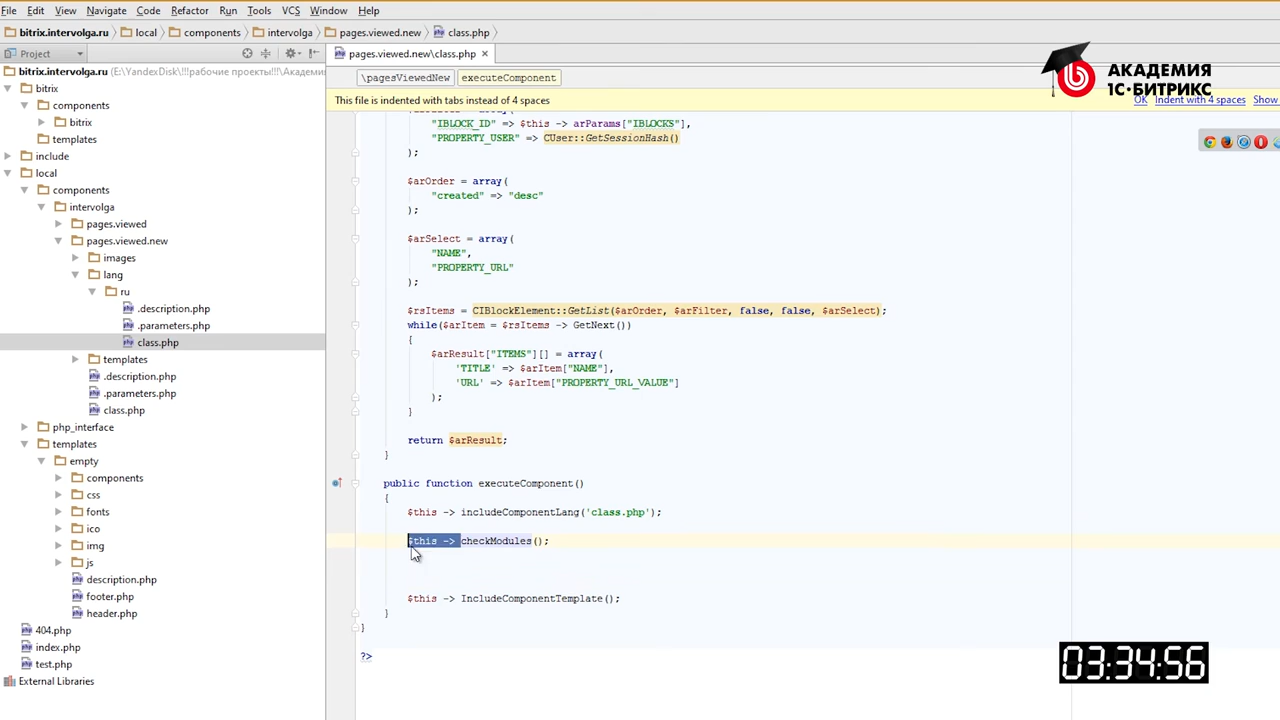 File Edit View Navigate Code Refactor Run Tools VCS Window Help
bitrix.intervolga.ru local components intervolga pages.viewed.new class.php
Project
pages.viewed.new\class.php
АКАДЕМИЯ
1С·БИТРИКС
bitrix.intervolga.ru (E:\YandexDisk\!!!рабочие проекты!!!\Академи
\pagesViewedNew executeComponent
This file is indented with tabs instead of 4 spaces
OK Indent with 4 spaces Show
bitrix
components
bitrix
templates
include
local
components
intervolga
pages.viewed
pages.viewed.new
images
lang
ru
.description.php
.parameters.php
class.php
templates
.description.php
.parameters.php
class.php
php_interface
templates
empty
components
css
fonts
ico
img
js
description.php
footer.php
header.php
404.php
index.php
test.php
External Libraries
"IBLOCK_ID" => $this -> arParams["IBLOCKS"],
"PROPERTY_USER" => CUser::GetSessionHash()
);
$arOrder = array(
"created" => "desc"
);
$arSelect = array(
"NAME",
"PROPERTY_URL"
);
$rsItems = CIBlockElement::GetList($arOrder, $arFilter, false, false, $arSelect);
while($arItem = $rsItems -> GetNext())
{
$arResult["ITEMS"][] = array(
'TITLE' => $arItem["NAME"],
'URL' => $arItem["PROPERTY_URL_VALUE"]
);
}
return $arResult;
}
public function executeComponent()
{
$this -> includeComponentLang('class.php');
$this -> checkModules();
$this -> IncludeComponentTemplate();
}
}
?>
03:34:56